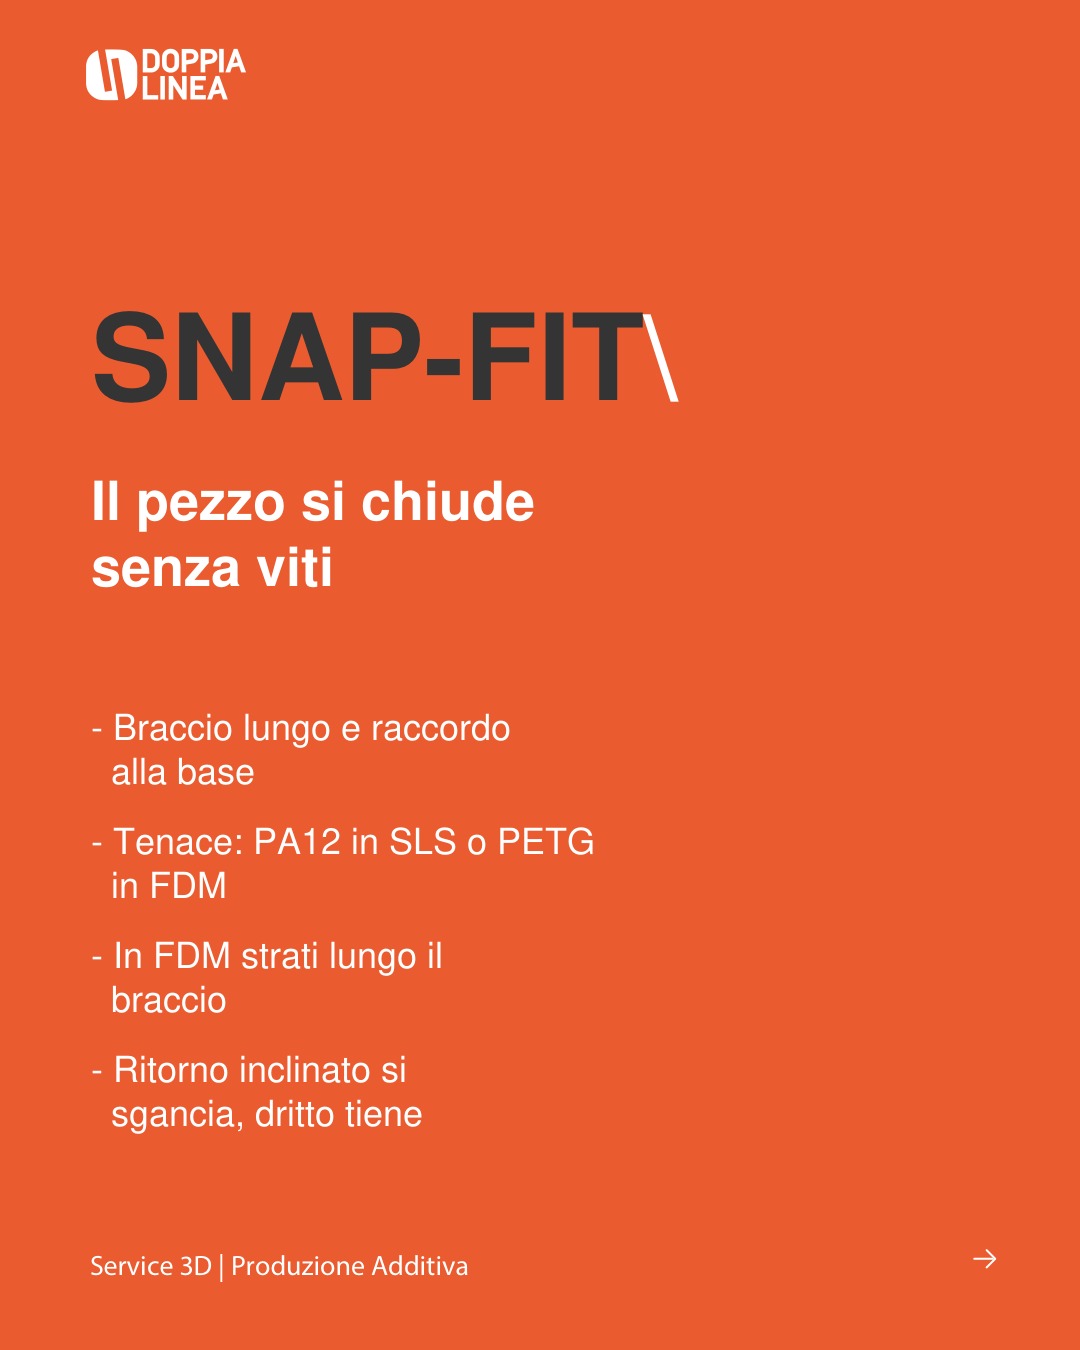 DOPPIA
LINEA
SNAP-FIT\
Il pezzo si chiude
senza viti
- Braccio lungo e raccordo
alla base
- Tenace: PA12 in SLS o PETG
in FDM
- In FDM strati lungo il
braccio
- Ritorno inclinato si
sgancia, dritto tiene
Service 3D | Produzione Additiva